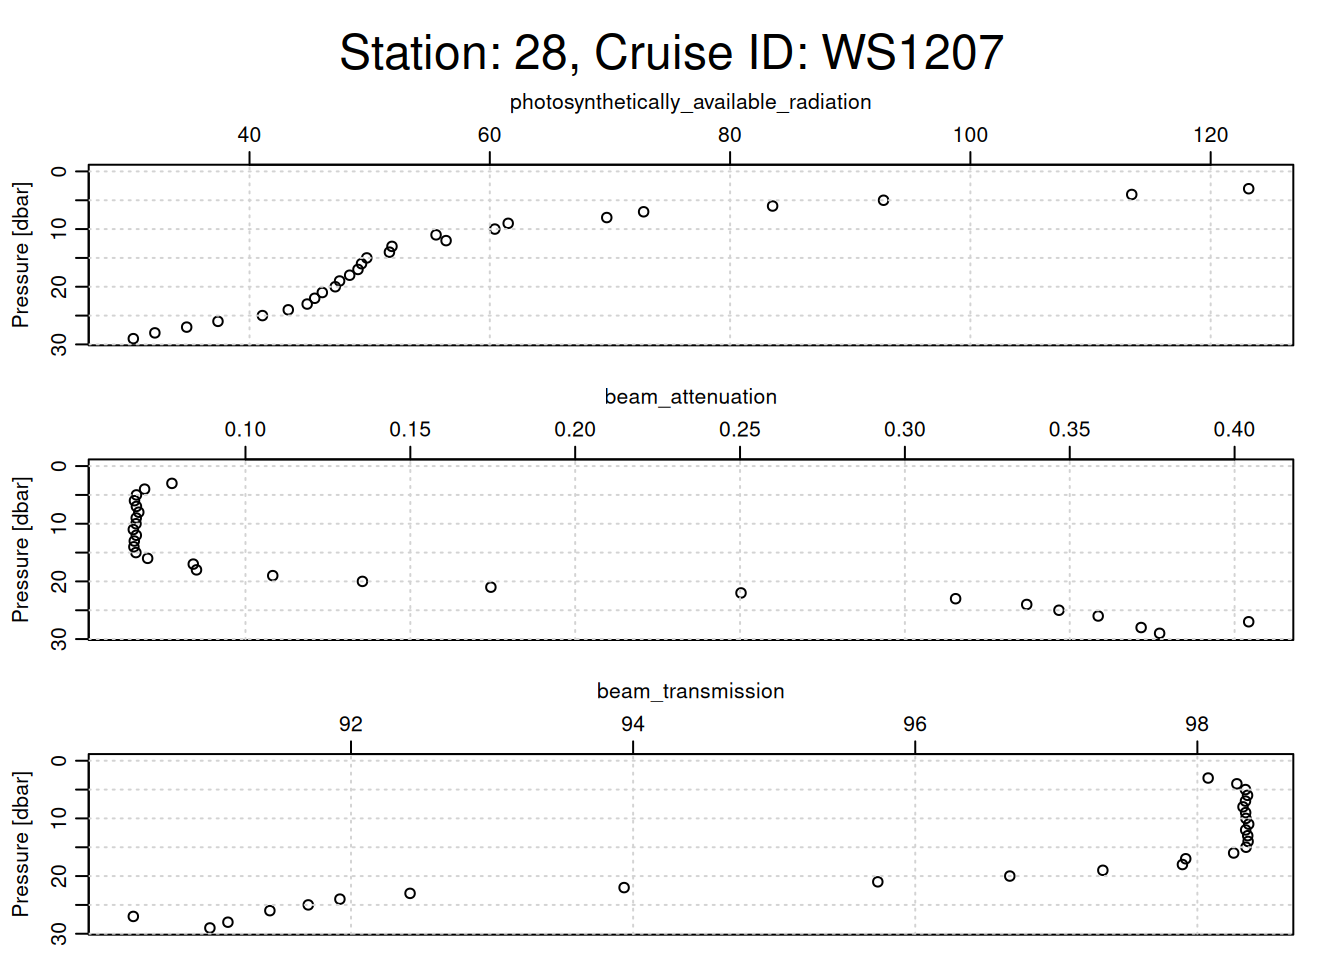 Station: 28, Cruise ID: WS1207
photosynthetically_available_radiation
40 60 80 100 120
Pressure [dbar]
0 10 20 30
beam_attenuation
0.10 0.15 0.20 0.25 0.30 0.35 0.40
Pressure [dbar]
0 10 20 30
beam_transmission
92 94 96 98
Pressure [dbar]
0 10 20 30